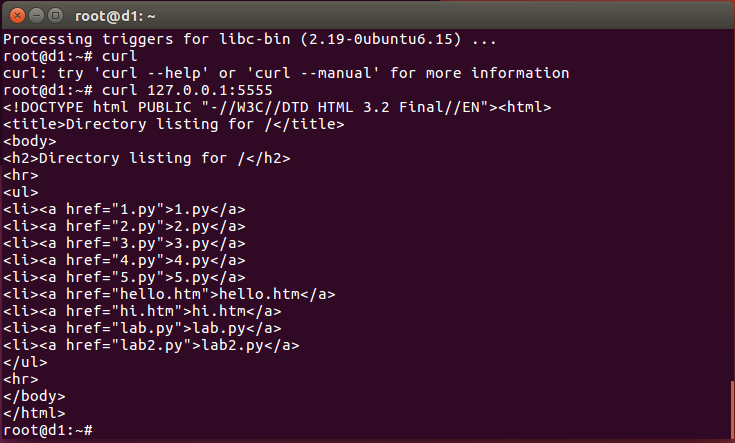 root@d1: ~
Processing triggers for libc-bin (2.19-0ubuntu6.15) ...
root@d1:~# curl
curl: try 'curl --help' or 'curl --manual' for more information
root@d1:~# curl 127.0.0.1:5555
<!DOCTYPE html PUBLIC "-//W3C//DTD HTML 3.2 Final//EN"><html>
<title>Directory listing for /</title>
<body>
<h2>Directory listing for /</h2>
<hr>
<ul>
<li><a href="1.py">1.py</a>
<li><a href="2.py">2.py</a>
<li><a href="3.py">3.py</a>
<li><a href="4.py">4.py</a>
<li><a href="5.py">5.py</a>
<li><a href="hello.htm">hello.htm</a>
<li><a href="hi.htm">hi.htm</a>
<li><a href="lab.py">lab.py</a>
<li><a href="lab2.py">lab2.py</a>
</ul>
<hr>
</body>
</html>
root@d1:~#